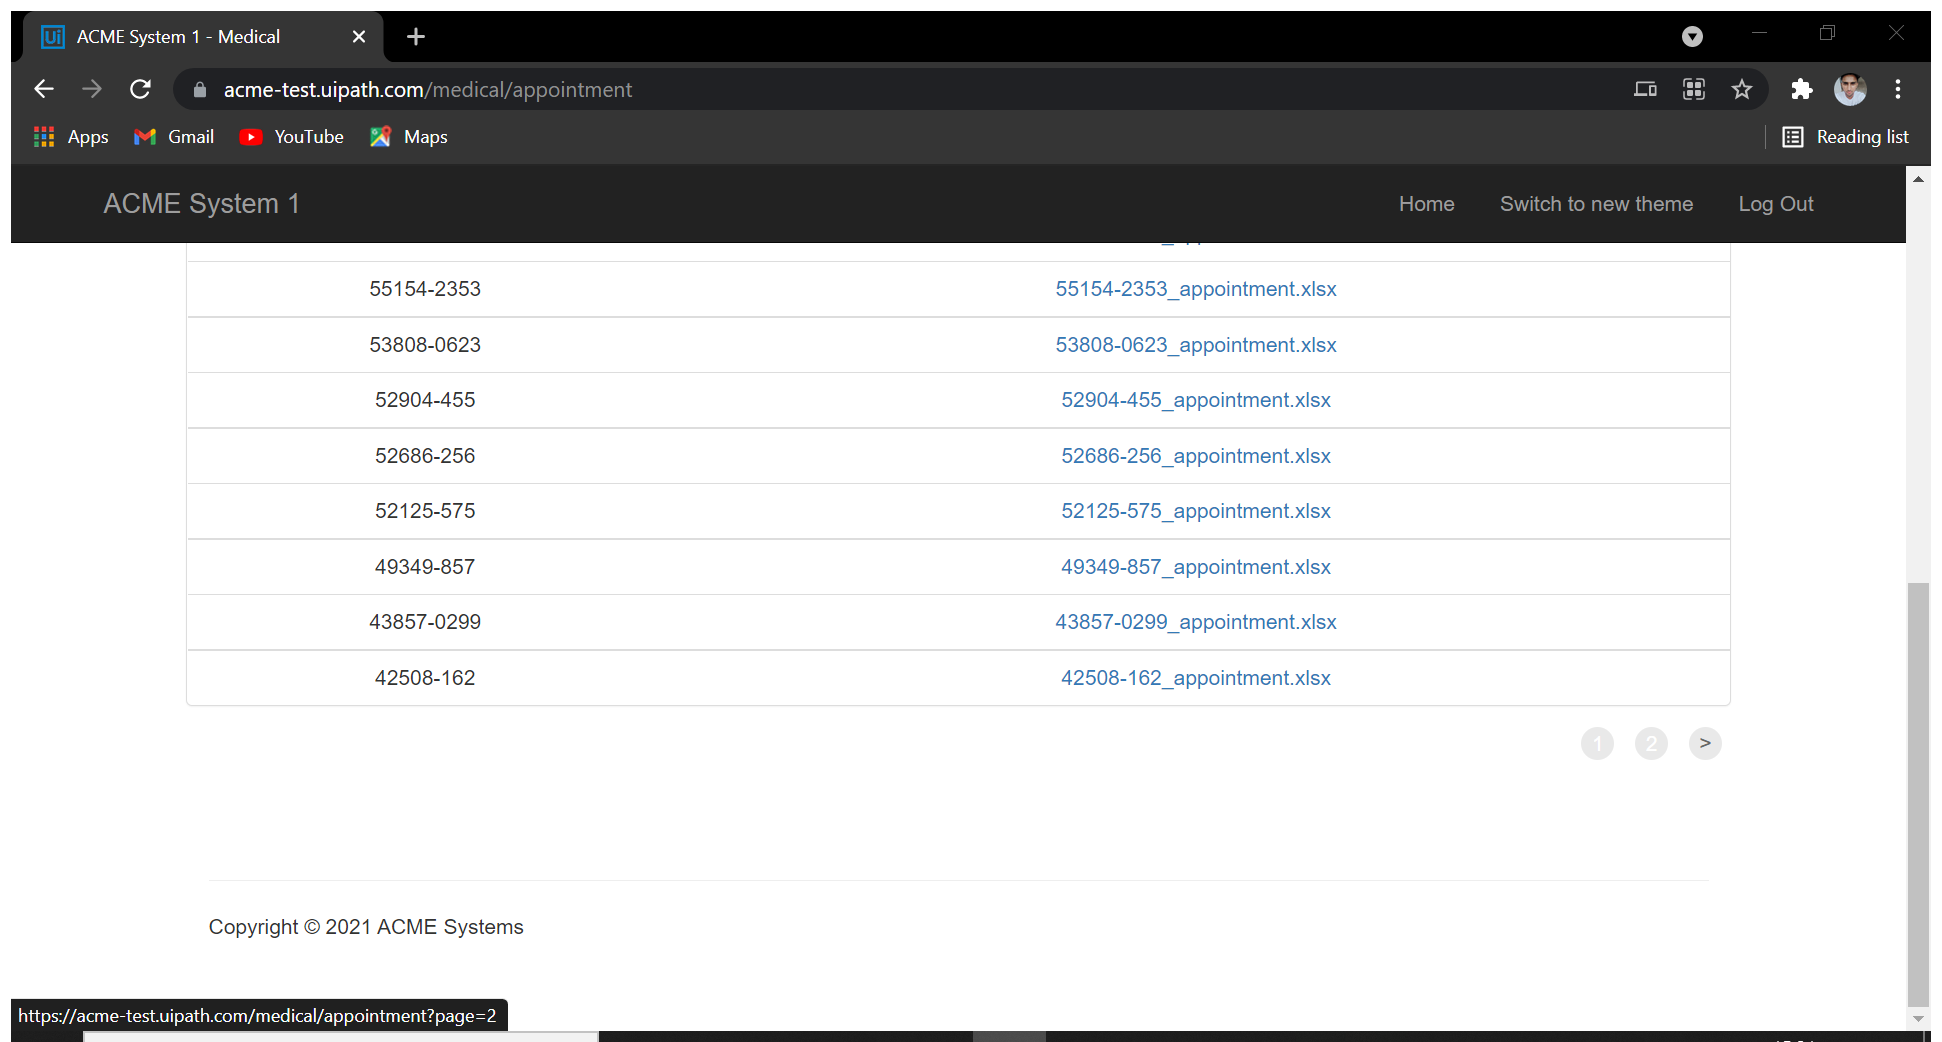 Ui ACME System 1 - Medical
acme-test.uipath.com/medical/appointment
Apps Gmail YouTube Maps Reading list
ACME System 1 Home Switch to new theme Log Out
55154-2353 55154-2353_appointment.xlsx
53808-0623 53808-0623_appointment.xlsx
52904-455 52904-455_appointment.xlsx
52686-256 52686-256_appointment.xlsx
52125-575 52125-575_appointment.xlsx
49349-857 49349-857_appointment.xlsx
43857-0299 43857-0299_appointment.xlsx
42508-162 42508-162_appointment.xlsx
1 2 >
Copyright © 2021 ACME Systems
https://acme-test.uipath.com/medical/appointment?page=2